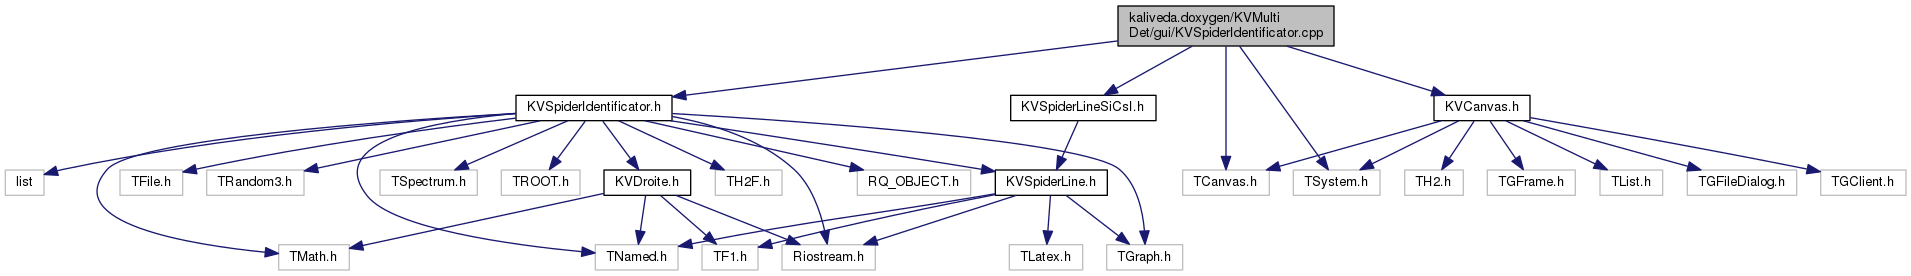 kaliveda.doxygen/KVMulti
Det/gui/KVSpiderIdentificator.cpp
KVSpiderIdentificator.h
KVSpiderLineSiCsI.h
KVCanvas.h
list
TFile.h
TRandom3.h
TSpectrum.h
TROOT.h
KVDroite.h
TH2F.h
RQ_OBJECT.h
KVSpiderLine.h
TCanvas.h
TSystem.h
TH2.h
TGFrame.h
TList.h
TGFileDialog.h
TGClient.h
TMath.h
TNamed.h
TF1.h
Riostream.h
TLatex.h
TGraph.h